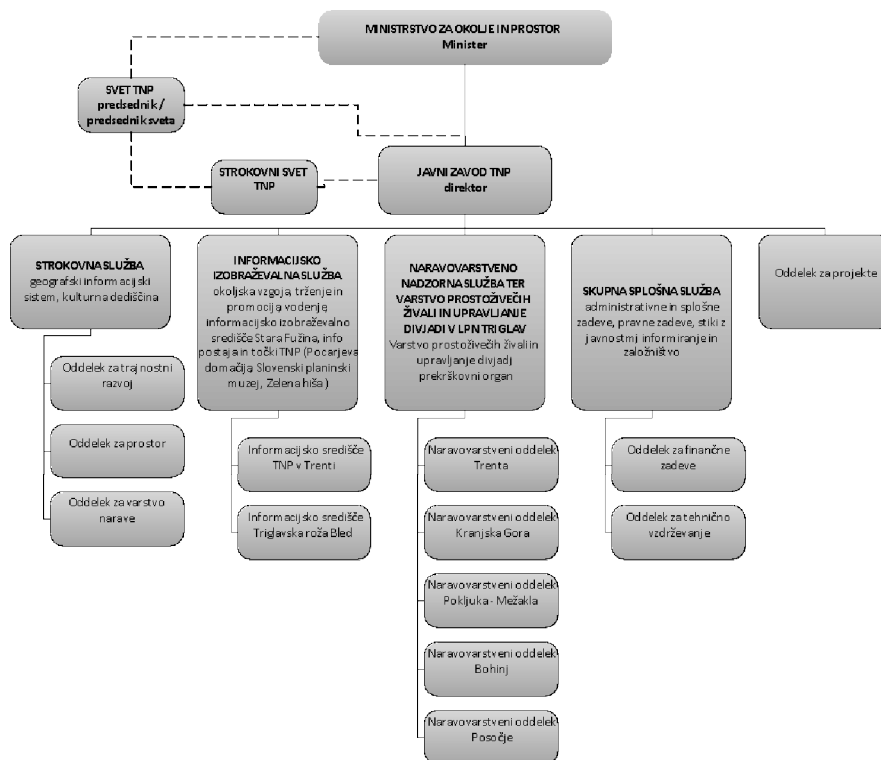 MINISTRSTVO ZA OKOLJE IN PROSTOR
Minister
SVET TNP
predsednik /
predsednik sveta
STROKOVNI SVET
TNP
JAVNI ZAVOD TNP
direktor
STROKOVNA SLUŽBA
geografski informacijski
sistem, kulturna dediščina
Oddelek za trajnostni
razvoj
Oddelek za prostor
Oddelek za varstvo
narave
INFORMACIJSKO
IZOBRAŽEVALNA SLUŽBA
okoljska vzgoja, trženje in
promocija, vodenje,
informacijsko izobraževalno
središče Stara Fužina, info
postaja in točki TNP (Pocarjeva
domačija, Slovenski planinski
muzej, Zelena hiša)
Informacijsko središče
TNP v Trenti
Informacijsko središče
Triglavska roža Bled
NARAVOVARSTVENO
NADZORNA SLUŽBA TER
VARSTVO PROSTOŽIVEČIH
ŽIVALI IN UPRAVLJANJE
DIVJADI V LPN TRIGLAV
Varstvo prostoživečih živali in
upravljanje divjadi,
prekrškovni organ
Naravovarstveni oddelek
Trenta
Naravovarstveni oddelek
Kranjska Gora
Naravovarstveni oddelek
Pokljuka - Mežakla
Naravovarstveni oddelek
Bohinj
Naravovarstveni oddelek
Posočje
SKUPNA SPLOŠNA SLUŽBA
administrativne in splošne
zadeve, pravne zadeve, stiki z
javnostmi, informiranje in
založništvo
Oddelek za finančne
zadeve
Oddelek za tehnično
vzdrževanje
Oddelek za projekte